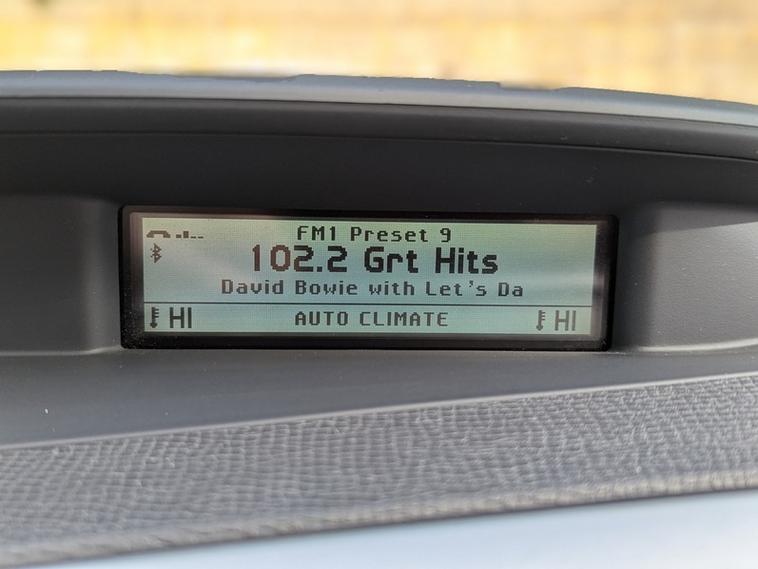 FM1 Preset 9
102.2 Grt Hits
David Bowie with Let's Da
HI AUTO CLIMATE HI